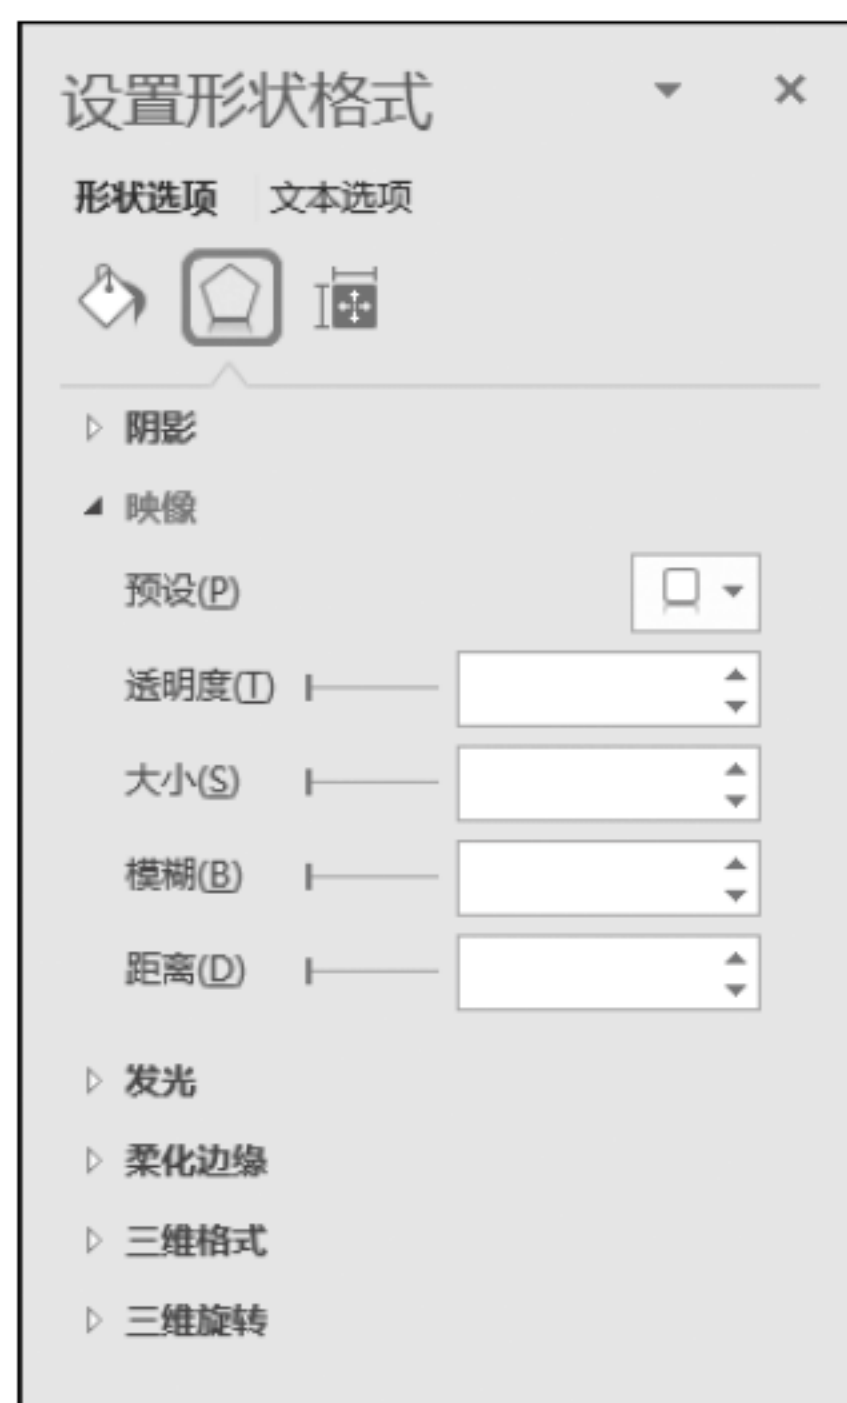 设置形状格式
形状选项 文本选项
阴影
映像
预设(P)
透明度(T)
大小(S)
模糊(B)
距离(D)
发光
柔化边缘
三维格式
三维旋转